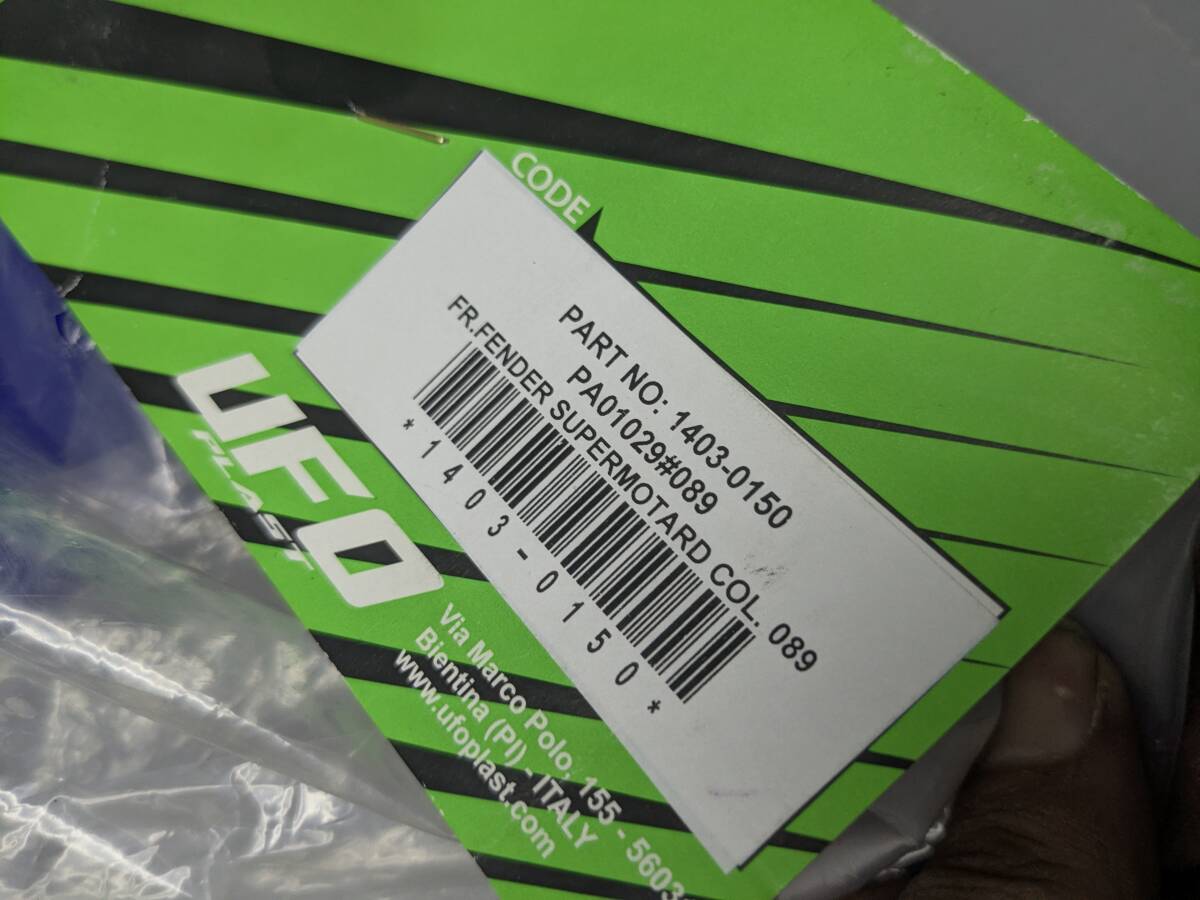 CODE
PART NO: 1403-0150
PA01029#089
FR.FENDER SUPERMOTARD COL. 089
*1403-0150*
UFO
PLAST
Via Marco Polo, 155 - 5603
Bientina (PI) - ITALY
www.ufoplast.com